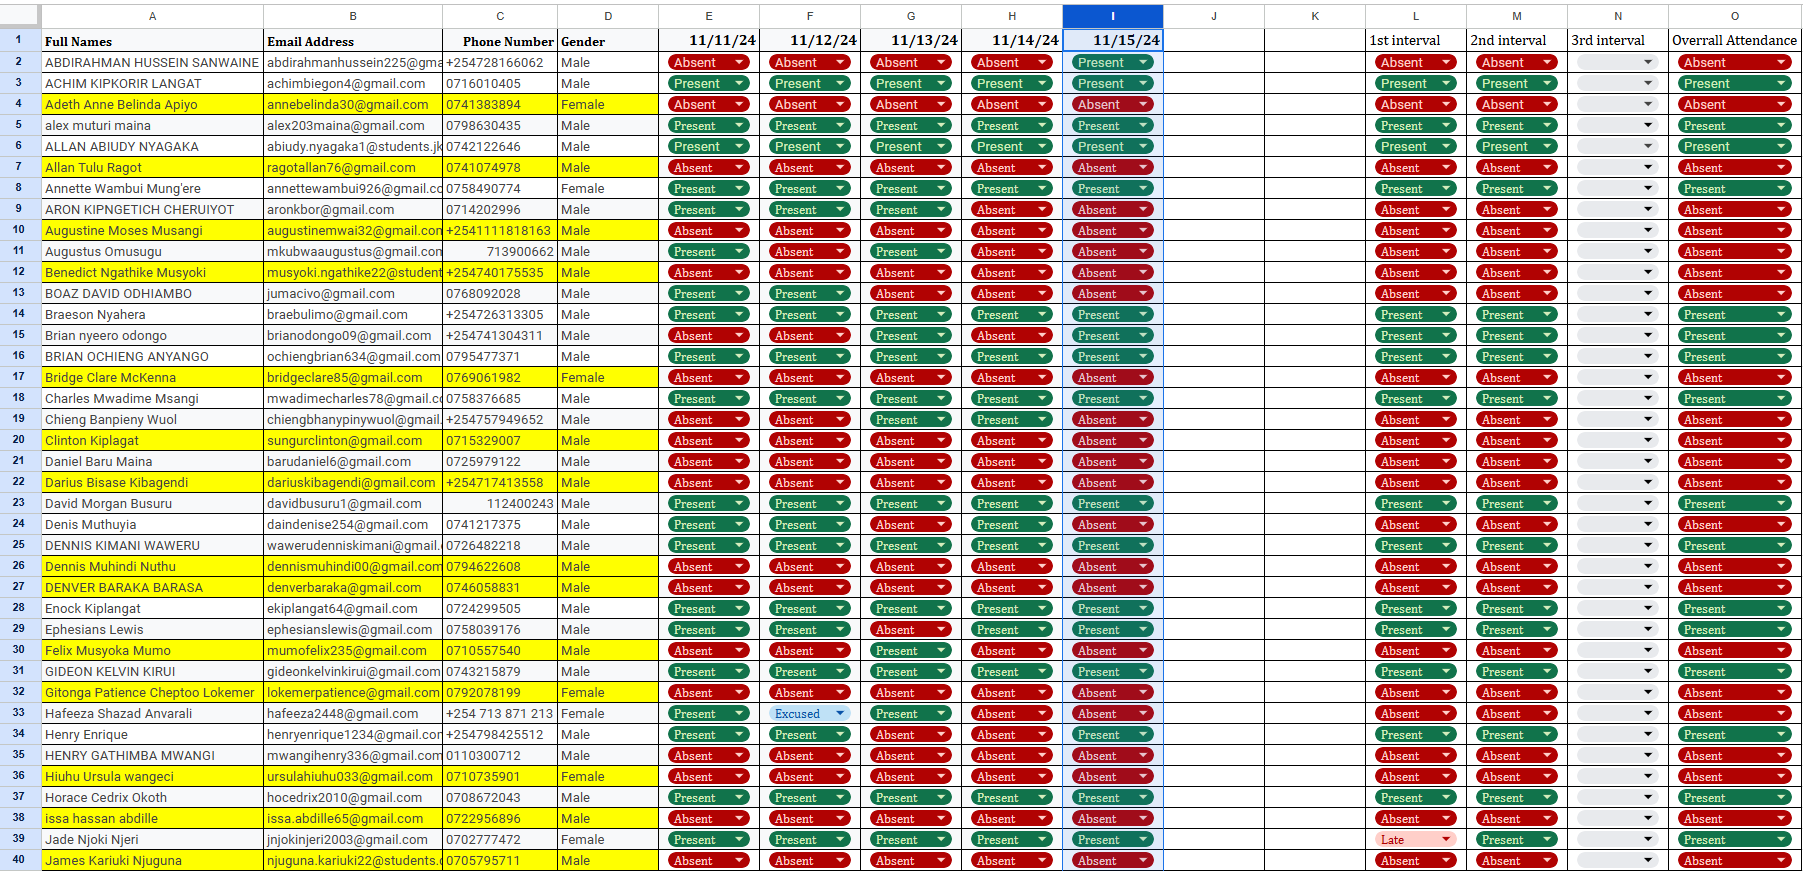 A B C D E F G H I J K L M N O
1 Full Names Email Address Phone Number Gender 11/11/24 11/12/24 11/13/24 11/14/24 11/15/24 1st interval 2nd interval 3rd interval Overrall Attendance
2 ABDIRAHMAN HUSSEIN SANWAINE abdirahmanhussein225@gma +254728166062 Male Absent Absent Absent Absent Present Absent Absent Absent
3 ACHIM KIPKORIR LANGAT achimbiegon4@gmail.com 0716010405 Male Present Present Present Present Present Present Present Present
4 Adeth Anne Belinda Apiyo annebelinda30@gmail.com 0741383894 Female Absent Absent Absent Absent Absent Absent Absent Absent
5 alex muturi maina alex203maina@gmail.com 0798630435 Male Present Present Present Present Present Present Present Present
6 ALLAN ABIUDY NYAGAKA abiudy.nyagaka1@students.jk 0742122646 Male Present Present Present Present Present Present Present Present
7 Allan Tulu Ragot ragotallan76@gmail.com 0741074978 Male Absent Absent Absent Absent Absent Absent Absent Absent
8 Annette Wambui Mung'ere annettewambui926@gmail.cc 0758490774 Female Present Present Present Present Present Present Present Present
9 ARON KIPNGETICH CHERUIYOT aronkbor@gmail.com 0714202996 Male Present Present Present Absent Absent Absent Absent Absent
10 Augustine Moses Musangi augustinemwai32@gmail.con +2541111818163 Male Absent Absent Absent Absent Absent Absent Absent Absent
11 Augustus Omusugu mkubwaaugustus@gmail.com 713900662 Male Present Absent Present Absent Absent Absent Absent Absent
12 Benedict Ngathike Musyoki musyoki.ngathike22@student +254740175535 Male Absent Absent Absent Absent Absent Absent Absent Absent
13 BOAZ DAVID ODHIAMBO jumacivo@gmail.com 0768092028 Male Present Present Absent Absent Absent Absent Absent Absent
14 Braeson Nyahera braebulimo@gmail.com +254726313305 Male Present Present Present Present Present Present Present Present
15 Brian nyeero odongo brianodongo09@gmail.com +254741304311 Male Absent Absent Present Absent Present Present Present Present
16 BRIAN OCHIENG ANYANGO ochiengbrian634@gmail.com 0795477371 Male Present Present Present Present Present Present Present Present
17 Bridge Clare McKenna bridgeclare85@gmail.com 0769061982 Female Absent Absent Absent Absent Absent Absent Absent Absent
18 Charles Mwadime Msangi mwadimecharles78@gmail.cc 0758376685 Male Present Present Present Present Present Present Present Present
19 Chieng Banpieny Wuol chiengbhanypinywuol@gmail. +254757949652 Male Absent Absent Present Present Absent Absent Absent Absent
20 Clinton Kiplagat sungurclinton@gmail.com 0715329007 Male Absent Absent Absent Absent Absent Absent Absent Absent
21 Daniel Baru Maina barudaniel6@gmail.com 0725979122 Male Absent Absent Absent Absent Absent Absent Absent Absent
22 Darius Bisase Kibagendi dariuskibagendi@gmail.com +254717413558 Male Absent Absent Absent Absent Absent Absent Absent Absent
23 David Morgan Busuru davidbusuru1@gmail.com 112400243 Male Present Present Present Present Present Present Present Present
24 Denis Muthuyia daindenise254@gmail.com 0741217375 Male Present Present Absent Present Absent Absent Absent Absent
25 DENNIS KIMANI WAWERU wawerudenniskimani@gmail. 0726482218 Male Present Present Present Present Present Present Present Present
26 Dennis Muhindi Nuthu dennismuhindi00@gmail.com 0794622608 Male Absent Absent Absent Absent Absent Absent Absent Absent
27 DENVER BARAKA BARASA denverbaraka@gmail.com 0746058831 Male Absent Absent Absent Absent Absent Absent Absent Absent
28 Enock Kiplangat ekiplangat64@gmail.com 0724299505 Male Present Present Present Present Present Present Present Present
29 Ephesians Lewis ephesianslewis@gmail.com 0758039176 Male Present Present Absent Present Present Present Present Present
30 Felix Musyoka Mumo mumofelix235@gmail.com 0710557540 Male Absent Absent Present Absent Absent Absent Absent Absent
31 GIDEON KELVIN KIRUI gideonkelvinkirui@gmail.com 0743215879 Male Present Present Present Present Present Present Present Present
32 Gitonga Patience Cheptoo Lokemer lokemerpatience@gmail.com 0792078199 Female Absent Absent Absent Absent Absent Absent Absent Absent
33 Hafeeza Shazad Anvarali hafeeza2448@gmail.com +254 713 871 213 Female Present Excused Present Absent Absent Absent Absent Absent
34 Henry Enrique henryenrique1234@gmail.cor +254798425512 Male Present Present Absent Absent Present Present Present Present
35 HENRY GATHIMBA MWANGI mwangihenry336@gmail.com 0110300712 Male Absent Absent Absent Absent Absent Absent Absent Absent
36 Hiuhu Ursula wangeci ursulahiuhu033@gmail.com 0710735901 Female Absent Absent Absent Absent Absent Absent Absent Absent
37 Horace Cedrix Okoth hocedrix2010@gmail.com 0708672043 Male Present Present Present Present Present Present Present Present
38 issa hassan abdille issa.abdille65@gmail.com 0722956896 Male Absent Absent Absent Absent Absent Absent Absent Absent
39 Jade Njoki Njeri jnjokinjeri2003@gmail.com 0702777472 Female Present Present Present Present Present Late Present Present
40 James Kariuki Njuguna njuguna.kariuki22@students.c 0705795711 Male Absent Absent Absent Absent Absent Absent Absent Absent